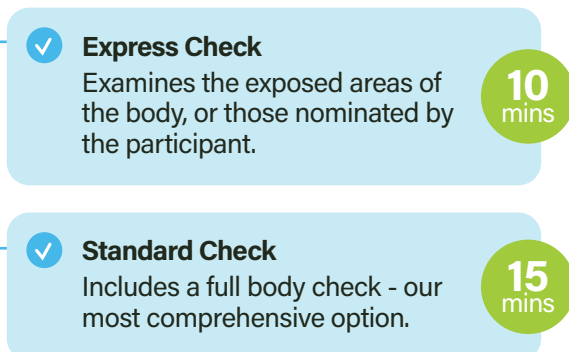 Express Check
Examines the exposed areas of
the body, or those nominated by
the participant.
10
mins
Standard Check
Includes a full body check - our
most comprehensive option.
15
mins